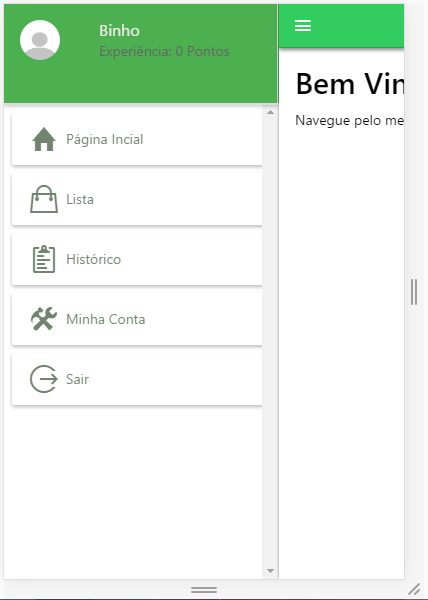 Binho
Experiência: 0 Pontos
Página Incial
Lista
Histórico
Minha Conta
Sair
Bem Vin
Navegue pelo me